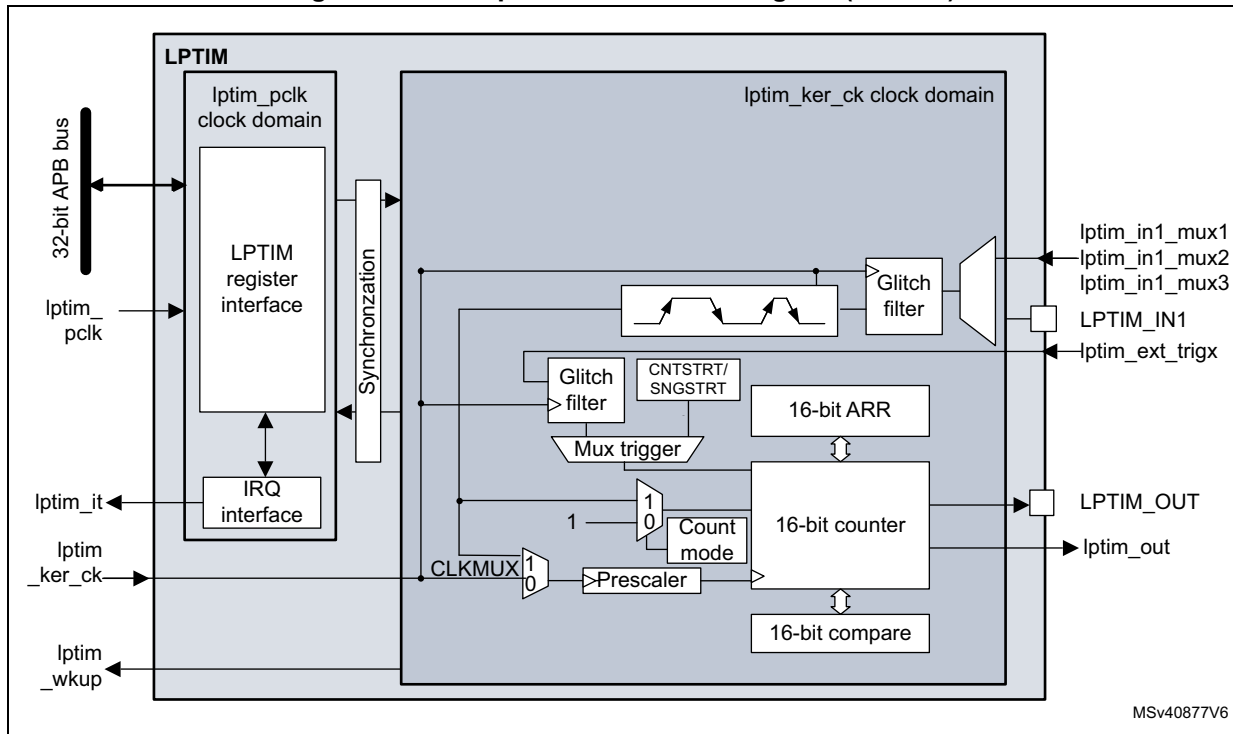 LPTIM
lptim_pclk
clock domain
lptim_ker_ck clock domain
32-bit APB bus
LPTIM
register
interface
Synchronzation
lptim_
pclk
IRQ
interface
lptim_it
lptim
_ker_ck
lptim
_wkup
Glitch
filter
lptim_in1_mux1
lptim_in1_mux2
lptim_in1_mux3
LPTIM_IN1
lptim_ext_trigx
Glitch
filter
CNTSTRT/
SNGSTRT
Mux trigger
16-bit ARR
16-bit counter
16-bit compare
1
1
0
Count
mode
CLKMUX
1
0
Prescaler
LPTIM_OUT
lptim_out
MSv40877V6